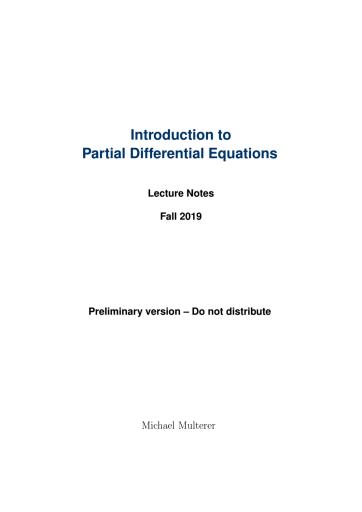 Introduction to
Partial Differential Equations
Lecture Notes
Fall 2019
Preliminary version – Do not distribute
Michael Multerer